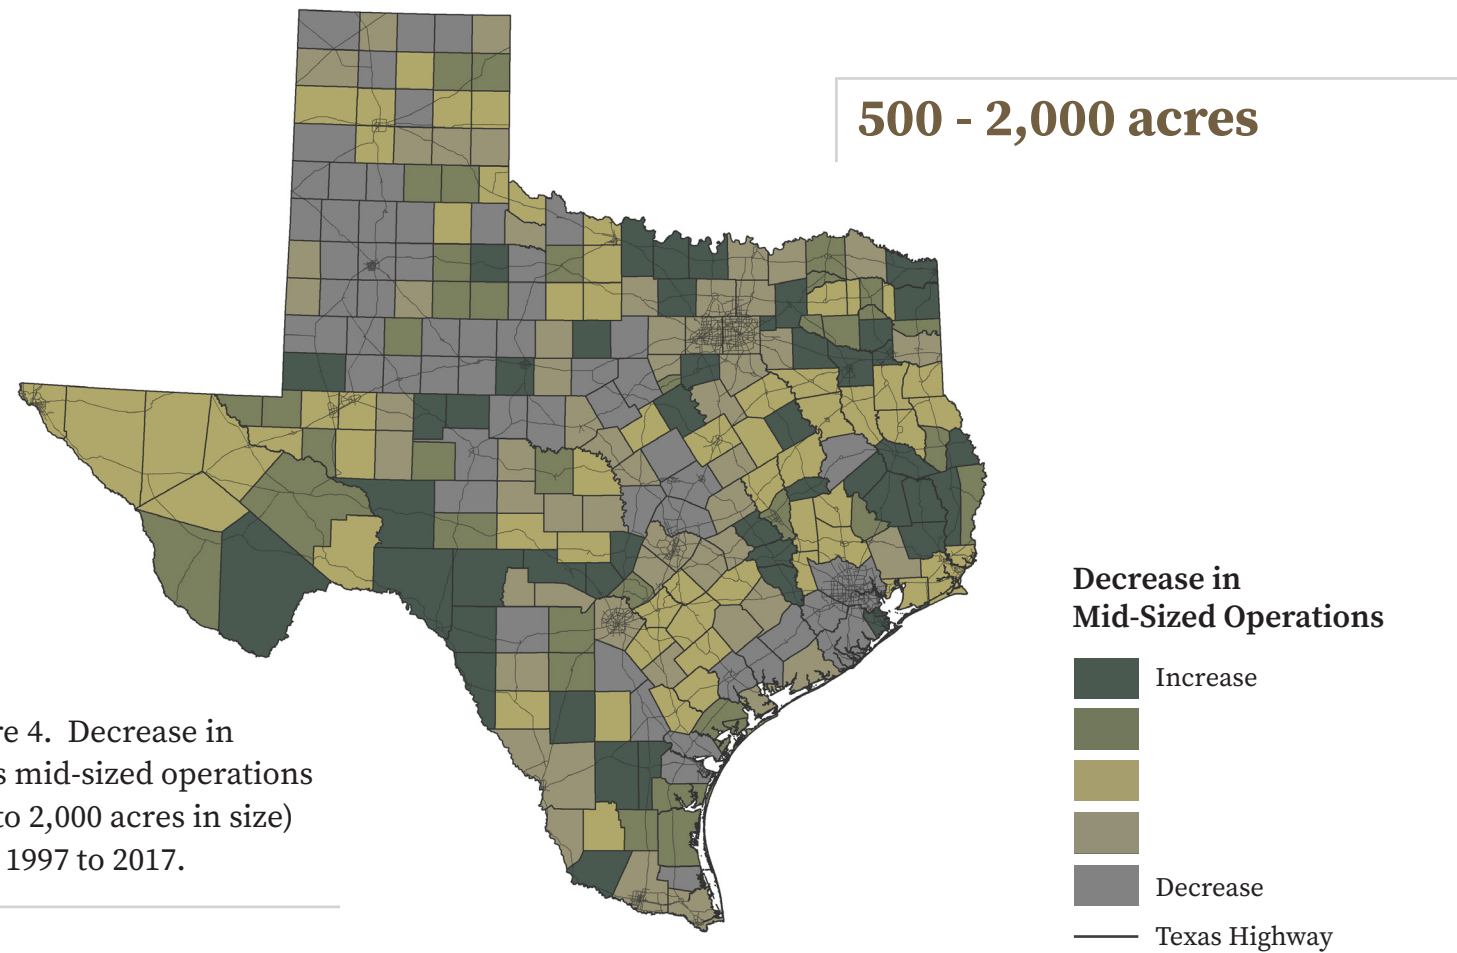 500 - 2,000 acres
Decrease in
Mid-Sized Operations
Increase
Decrease
Texas Highway
re 4. Decrease in
s mid-sized operations
to 2,000 acres in size)
1997 to 2017.